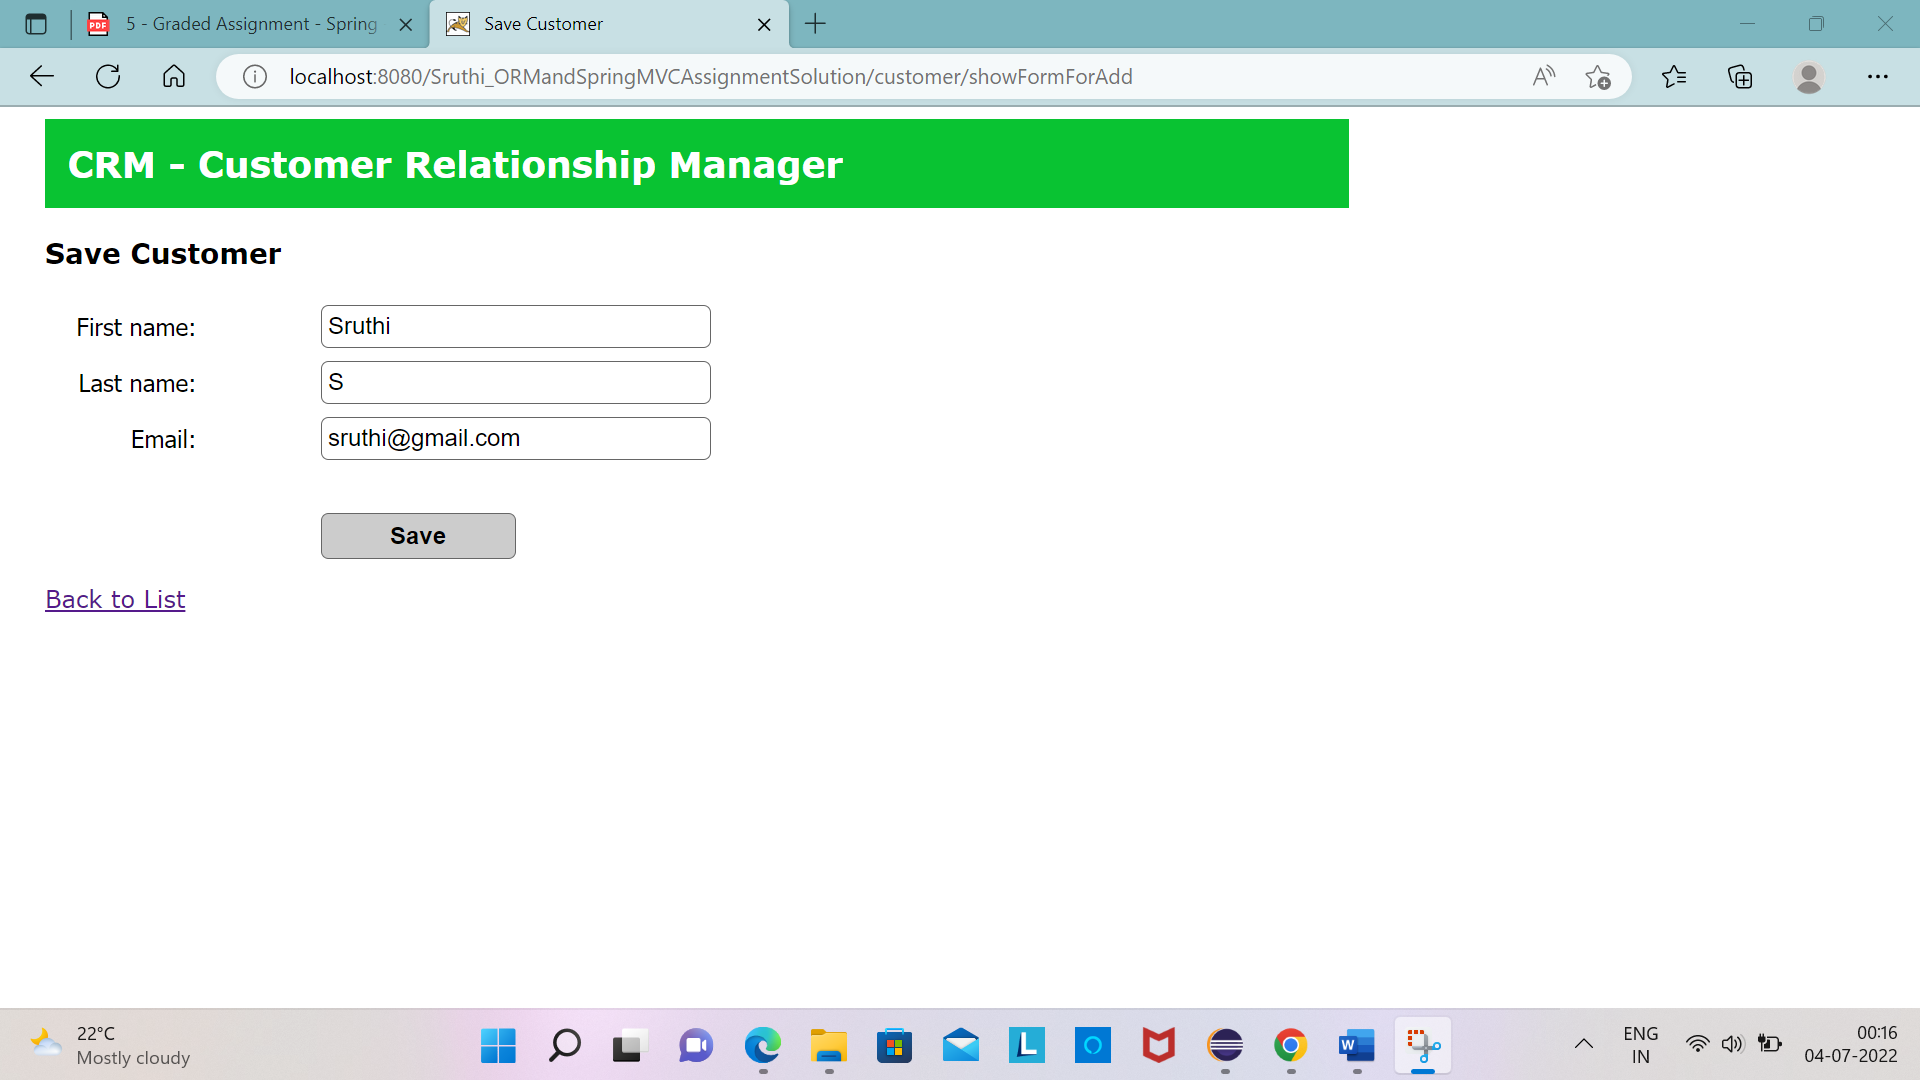 5 - Graded Assignment - Spring
Save Customer
localhost:8080/Sruthi_ORMandSpringMVCAssignmentSolution/customer/showFormForAdd
CRM - Customer Relationship Manager
Save Customer
First name: Sruthi
Last name: S
Email: sruthi@gmail.com
Save
Back to List
22°C
Mostly cloudy
ENG
IN
00:16
04-07-2022